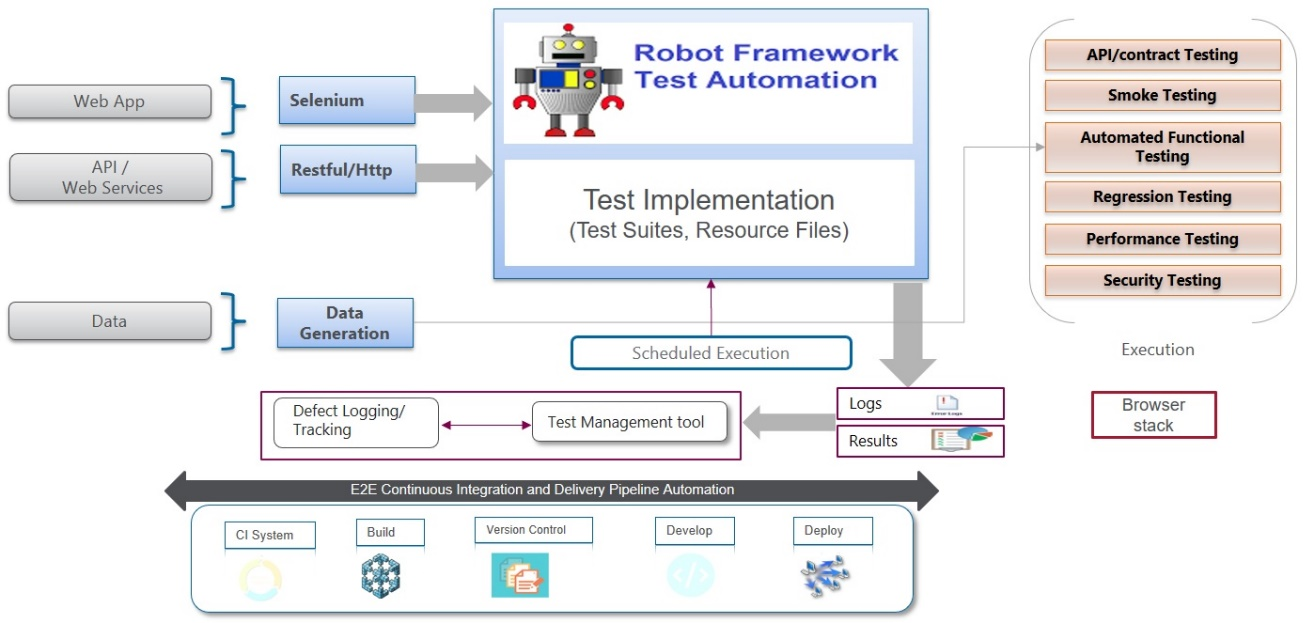 Robot Framework
Test Automation
Web App
Selenium
API /
Web Services
Restful/Http
Test Implementation
(Test Suites, Resource Files)
Data
Data
Generation
Scheduled Execution
API/contract Testing
Smoke Testing
Automated Functional
Testing
Regression Testing
Performance Testing
Security Testing
Execution
Browser
stack
Logs
Error Logs
Results
Defect Logging/
Tracking
Test Management tool
E2E Continuous Integration and Delivery Pipeline Automation
CI System
Build
Version Control
Develop
Deploy